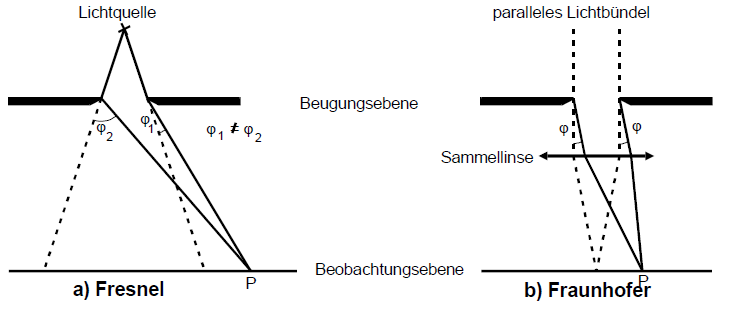 Lichtquelle
paralleles Lichtbündel
Beugungsebene
φ2
φ1
φ1 ≠ φ2
φ
φ
Sammellinse
Beobachtungsebene
P
P
a) Fresnel
b) Fraunhofer